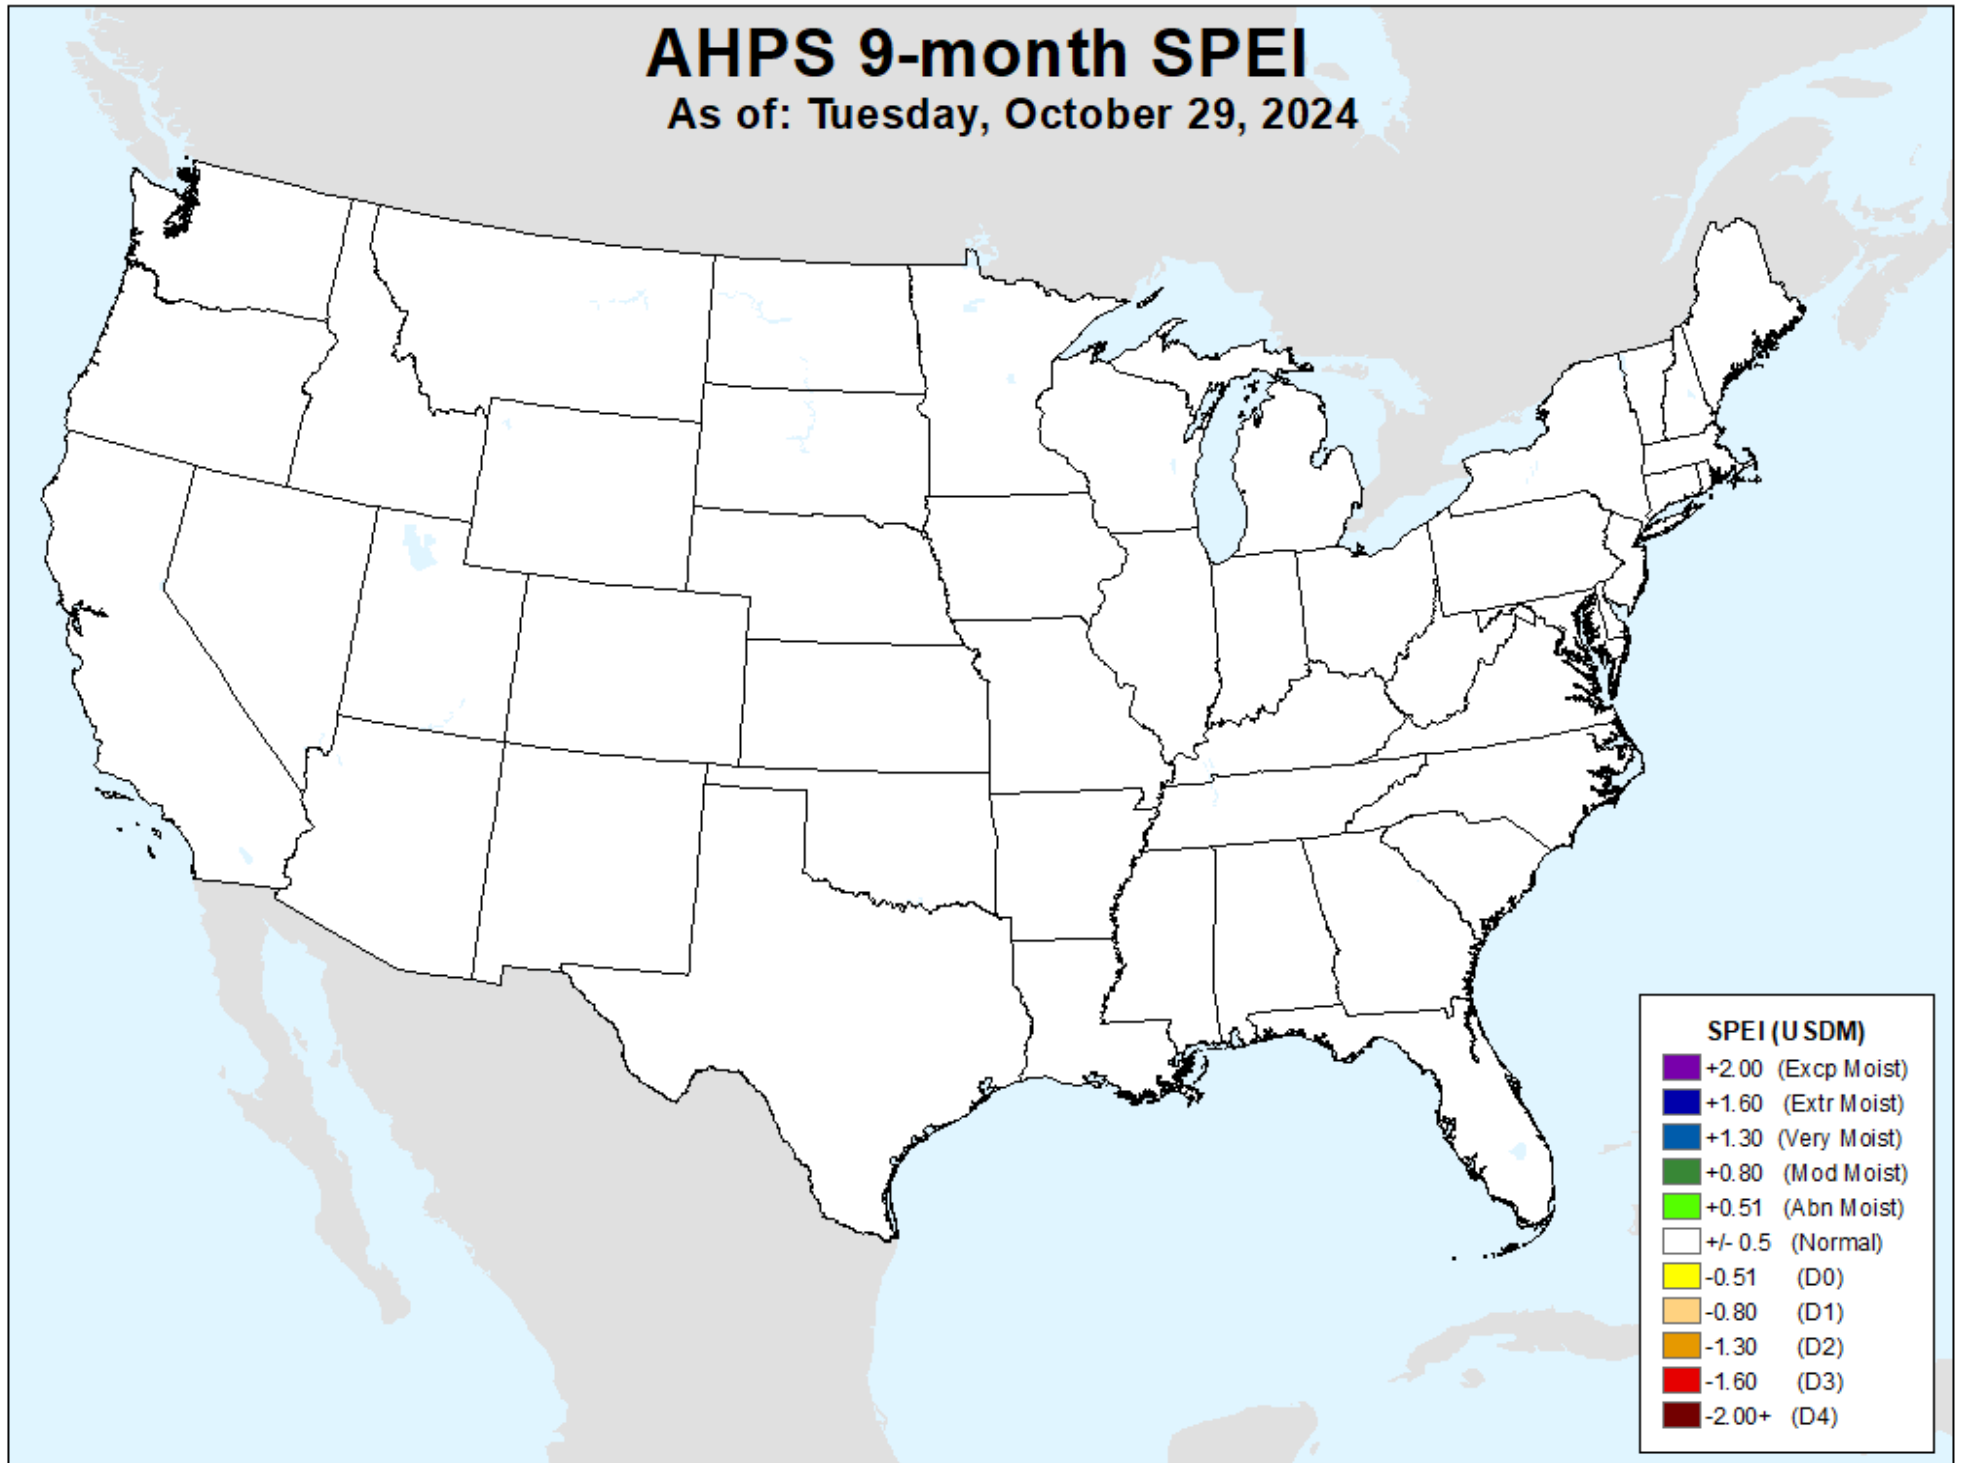 AHPS 9-month SPEI
As of: Tuesday, October 29, 2024
SPEI (USDM)
+2.00 (Excp Moist)
+1.60 (Extr Moist)
+1.30 (Very Moist)
+0.80 (Mod Moist)
+0.51 (Abn Moist)
+/- 0.5 (Normal)
-0.51 (D0)
-0.80 (D1)
-1.30 (D2)
-1.60 (D3)
-2.00+ (D4)